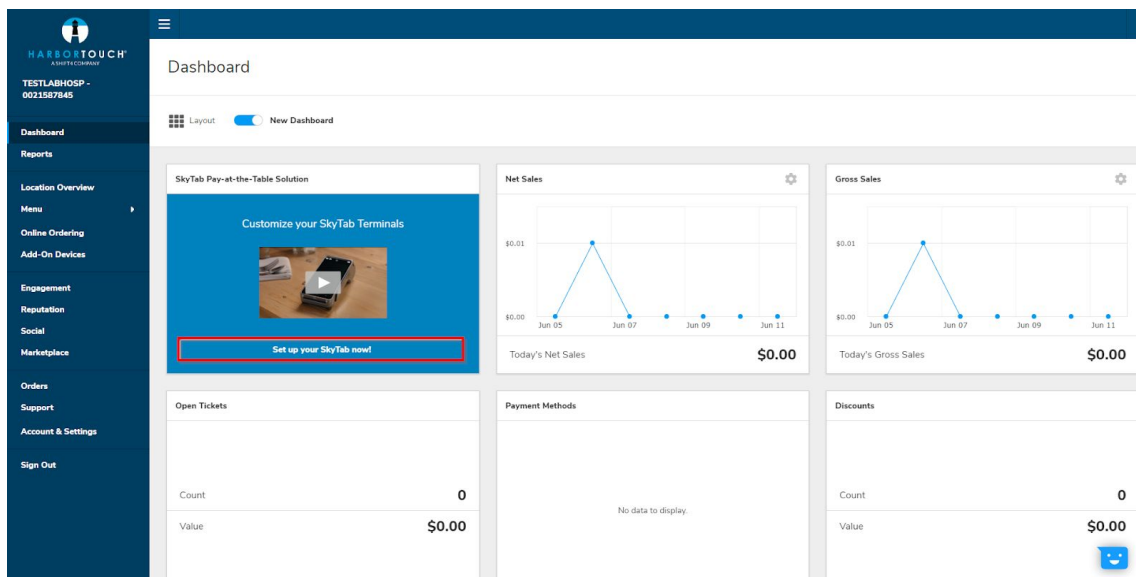 HARBORTOUCH
A SHIFT4 COMPANY
TESTLABHOSP -
0021587845
Dashboard
Reports
Location Overview
Menu
Online Ordering
Add-On Devices
Engagement
Reputation
Social
Marketplace
Orders
Support
Account & Settings
Sign Out
Dashboard
Layout
New Dashboard
SkyTab Pay-at-the-Table Solution
Customize your SkyTab Terminals
Set up your SkyTab now!
Net Sales
$0.01
$0.00
Jun 05 Jun 07 Jun 09 Jun 11
Today's Net Sales $0.00
Gross Sales
$0.01
$0.00
Jun 05 Jun 07 Jun 09 Jun 11
Today's Gross Sales $0.00
Open Tickets
Count 0
Value $0.00
Payment Methods
No data to display.
Discounts
Count 0
Value $0.00